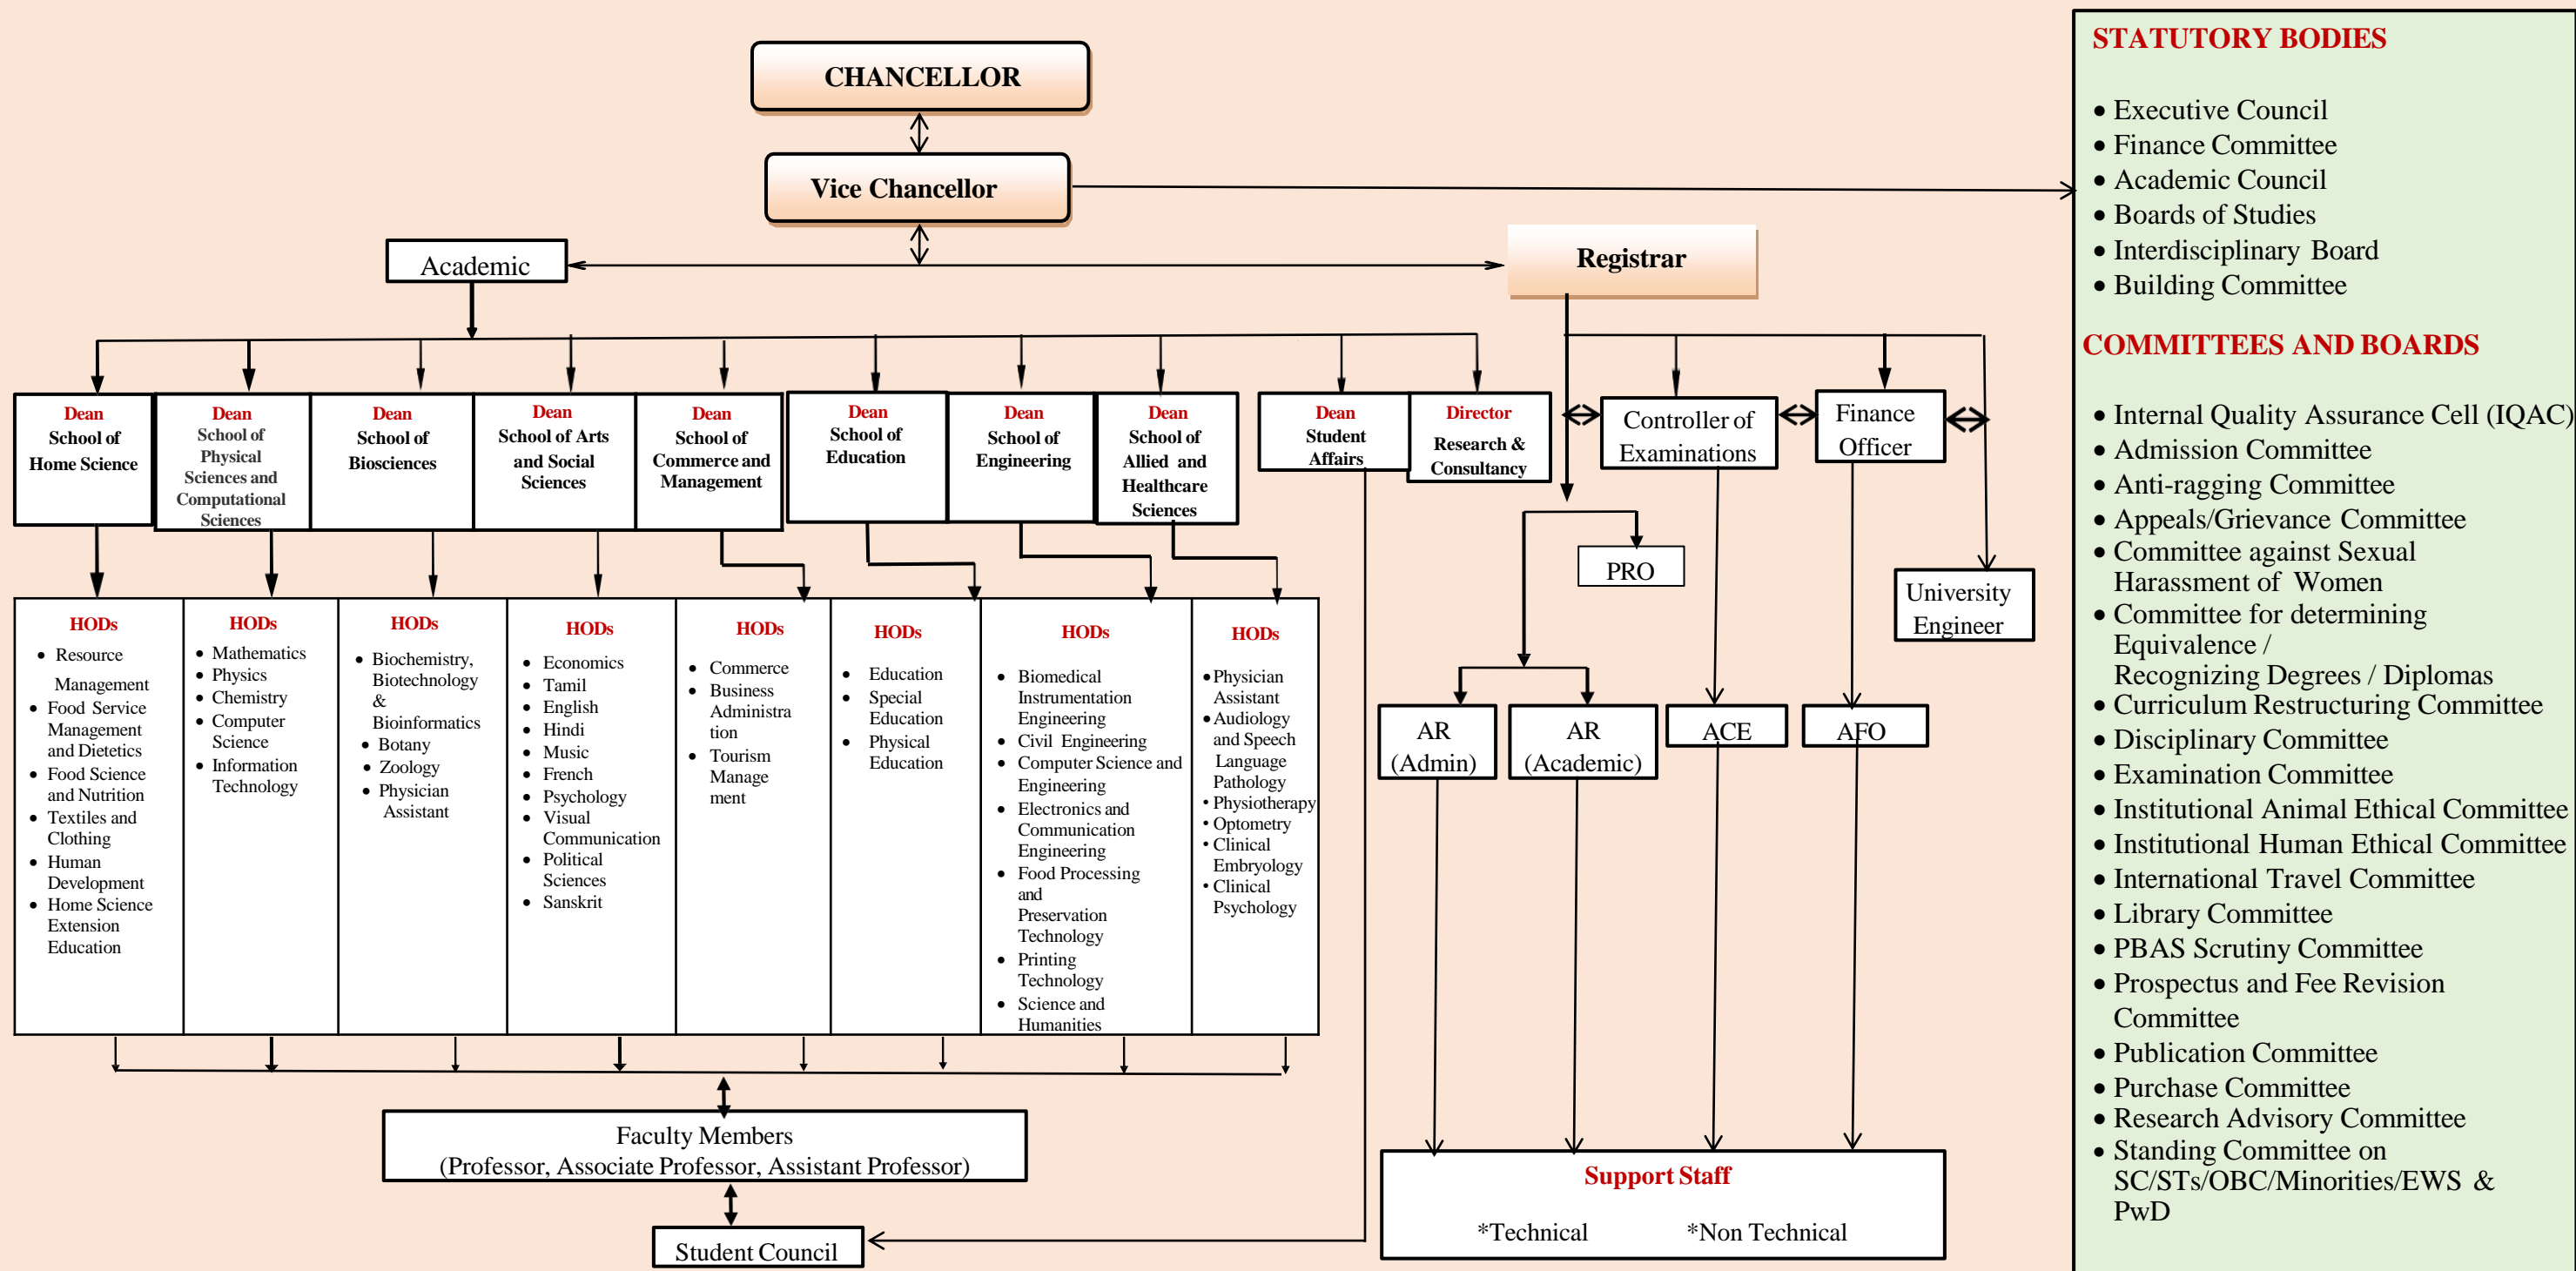 CHANCELLOR
Vice Chancellor
Academic
Registrar
Dean
School of
Home Science
Dean
School of
Physical
Sciences and
Computational
Sciences
Dean
School of
Biosciences
Dean
School of Arts
and Social
Sciences
Dean
School of
Commerce and
Management
Dean
School of
Education
Dean
School of
Engineering
Dean
School of
Allied and
Healthcare
Sciences
Dean
Student
Affairs
Director
Research &
Consultancy
Controller of
Examinations
Finance
Officer
PRO
University
Engineer
HODs
• Resource
Management
• Food Service
Management
and Dietetics
• Food Science
and Nutrition
• Textiles and
Clothing
• Human
Development
• Home Science
Extension
Education
HODs
• Mathematics
• Physics
• Chemistry
• Computer
Science
• Information
Technology
HODs
• Biochemistry,
Biotechnology
&
Bioinformatics
• Botany
• Zoology
• Physician
Assistant
HODs
• Economics
• Tamil
• English
• Hindi
• Music
• French
• Psychology
• Visual
Communication
• Political
Sciences
• Sanskrit
HODs
• Commerce
• Business
Administra
tion
• Tourism
Manage
ment
HODs
• Education
• Special
Education
• Physical
Education
HODs
• Biomedical
Instrumentation
Engineering
• Civil Engineering
• Computer Science and
Engineering
• Electronics and
Communication
Engineering
• Food Processing
and
Preservation
Technology
• Printing
Technology
• Science and
Humanities
HODs
• Physician
Assistant
• Audiology
and Speech
Language
Pathology
• Physiotherapy
• Optometry
• Clinical
Embryology
• Clinical
Psychology
AR
(Admin)
AR
(Academic)
ACE
AFO
Faculty Members
(Professor, Associate Professor, Assistant Professor)
Student Council
Support Staff
*Technical *Non Technical
STATUTORY BODIES
• Executive Council
• Finance Committee
• Academic Council
• Boards of Studies
• Interdisciplinary Board
• Building Committee
COMMITTEES AND BOARDS
• Internal Quality Assurance Cell (IQAC)
• Admission Committee
• Anti-ragging Committee
• Appeals/Grievance Committee
• Committee against Sexual
Harassment of Women
• Committee for determining
Equivalence /
Recognizing Degrees / Diplomas
• Curriculum Restructuring Committee
• Disciplinary Committee
• Examination Committee
• Institutional Animal Ethical Committee
• Institutional Human Ethical Committee
• International Travel Committee
• Library Committee
• PBAS Scrutiny Committee
• Prospectus and Fee Revision
Committee
• Publication Committee
• Purchase Committee
• Research Advisory Committee
• Standing Committee on
SC/STs/OBC/Minorities/EWS &
PwD